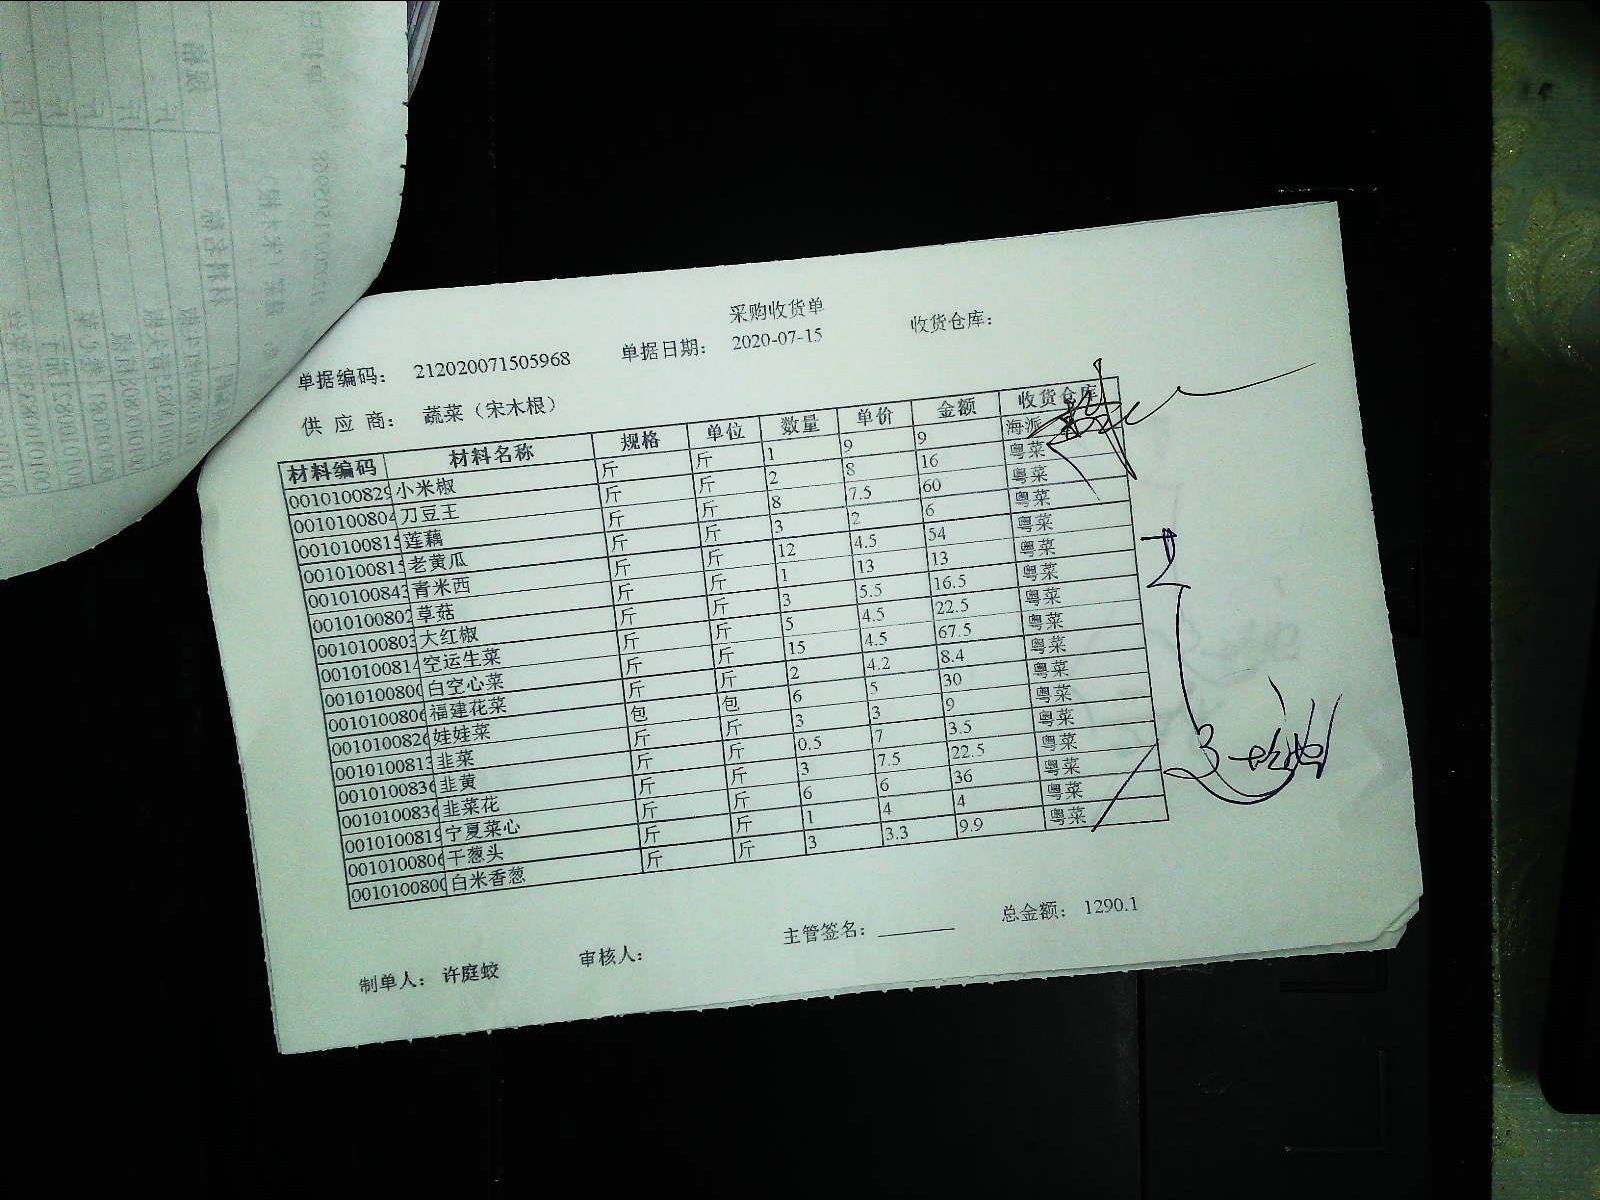 采购收货单
单据编码: 212020071505968 单据日期: 2020-07-15 收货仓库:
供 应 商: 蔬菜（宋木根）
材料编码 材料名称 规格 单位 数量 单价 金额 收货仓库
0010100829 小米椒 斤 斤 1 9 9 海派
0010100804 刀豆王 斤 斤 2 8 16 粤菜
0010100815 莲藕 斤 斤 8 7.5 60 粤菜
0010100815 老黄瓜 斤 斤 3 2 6 粤菜
0010100843 青米西 斤 斤 12 4.5 54 粤菜
0010100802 草菇 斤 斤 1 13 13 粤菜
0010100803 大红椒 斤 斤 3 5.5 16.5 粤菜
0010100814 空运生菜 斤 斤 5 4.5 22.5 粤菜
0010100800 白空心菜 斤 斤 15 4.5 67.5 粤菜
0010100806 福建花菜 斤 斤 2 4.2 8.4 粤菜
0010100826 娃娃菜 包 包 6 5 30 粤菜
0010100813 韭菜 斤 斤 3 3 9 粤菜
0010100836 韭黄 斤 斤 0.5 7 3.5 粤菜
0010100836 韭菜花 斤 斤 3 7.5 22.5 粤菜
0010100819 宁夏菜心 斤 斤 6 6 36 粤菜
0010100806 干葱头 斤 斤 1 4 4 粤菜
0010100800 白米香葱 斤 斤 3 3.3 9.9 粤菜
制单人: 许庭蛟 审核人: 主管签名: 总金额: 1290.1